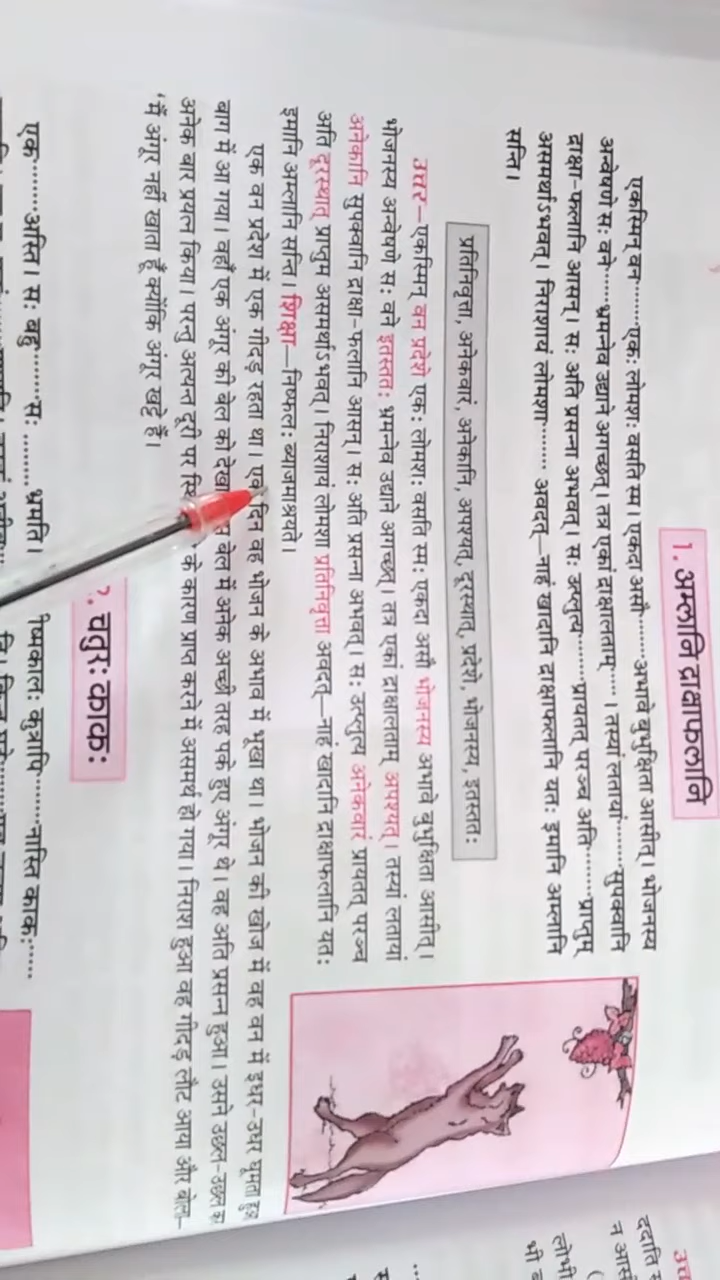 1. अम्लानि द्राक्षाफलानि
एकस्मिन् वन.......एक: लोमश: वसति स्म। एकदा असौ.......अभावे बुभुक्षिता आसीत्। भोजनस्य
अन्वेषणे स: वने.......भ्रमन्नेव उद्याने अगच्छत्। तत्र एकां द्राक्षालताम्.......। तस्यां लतायां.......सुपक्वानि
द्राक्षा-फलानि आसन्। स: अति प्रसन्ना अभवत्। स: उत्प्लुत्य.......प्रायतत् परञ्च अति.......प्राप्तुम्
असमर्थाऽभवत्। निराशायं लोमशा....... अवदत्—नाहं खादानि द्राक्षाफलानि यत: इमानि अम्लानि
सन्ति।
प्रतिनिवृत्ता, अनेकवारं, अनेकानि, अपश्यत्, दूरस्थात्, प्रदेशे, भोजनस्य, इतस्तत:
उत्तर—एकस्मिन् वन प्रदेशे एक: लोमश: वसति स्म: एकदा असौ भोजनस्य अभावे बुभुक्षिता आसीत्।
भोजनस्य अन्वेषणे स: वने इतस्तत: भ्रमन्नेव उद्याने अगच्छत्। तत्र एकां द्राक्षालताम् अपश्यत्। तस्यां लतायां
अनेकानि सुपक्वानि द्राक्षा-फलानि आसन्। स: अति प्रसन्ना अभवत्। स: उत्प्लुत्य अनेकवारं प्रायतत् परञ्च
अति दूरस्थात् प्राप्तुम असमर्थाऽभवत्। निराशायं लोमशा प्रतिनिवृत्ता अवदत्—नाहं खादानि द्राक्षाफलानि यत:
इमानि अम्लानि सन्ति। शिक्षा—निष्फल: व्याजमाश्रयते।
एक वन प्रदेश में एक गीदड़ रहता था। एक दिन वह भोजन के अभाव में भूखा था। भोजन की खोज में वह वन में इधर-उधर घूमता हुआ
बाग में आ गया। वहाँ एक अंगूर की बेल को देखा बेल में अनेक अच्छी तरह पके हुए अंगूर थे। वह अति प्रसन्न हुआ। उसने उछल-उछल
अनेक बार प्रयत्न किया। परन्तु अत्यन्त दूरी पर के कारण प्राप्त करने में असमर्थ हो गया। निराश हुआ वह गीदड़ लौट आया और बोला—
'मैं अंगूर नहीं खाता हूँ क्योंकि अंगूर खट्टे हैं।
चतुर: काक:
एक.......अस्ति। स: बहु.......स: ....... भ्रमति। कुत्रापि.......नास्ति काक:.....
ददाति
न
लोभी
भी